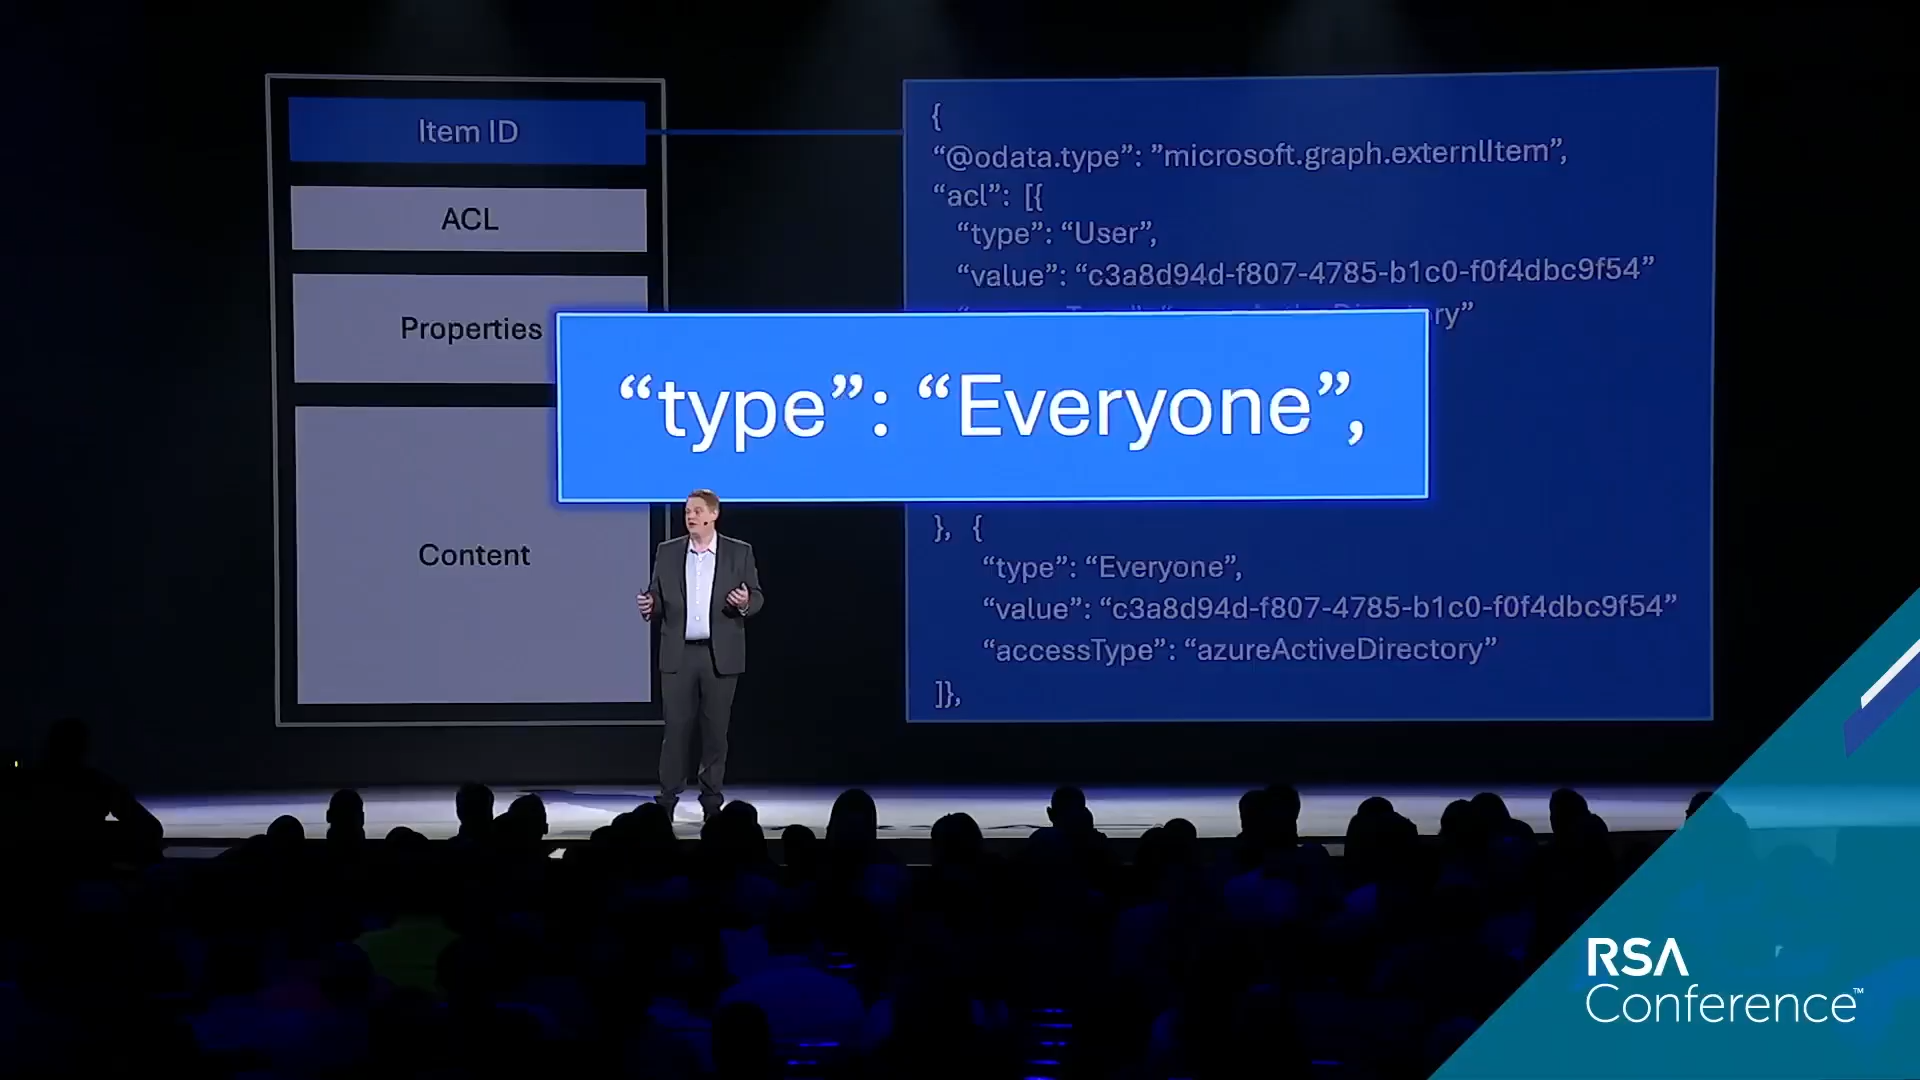 Item ID
ACL
Properties
Content
{
“@odata.type”: ”microsoft.graph.externlItem”,
“acl”: [{
“type”: “User”,
“value”: “c3a8d94d-f807-4785-b1c0-f0f4dbc9f54”
“type”: “Everyone”,
}, {
“type”: “Everyone”,
“value”: “c3a8d94d-f807-4785-b1c0-f0f4dbc9f54”
“accessType”: “azureActiveDirectory”
]},
RSA
Conference™